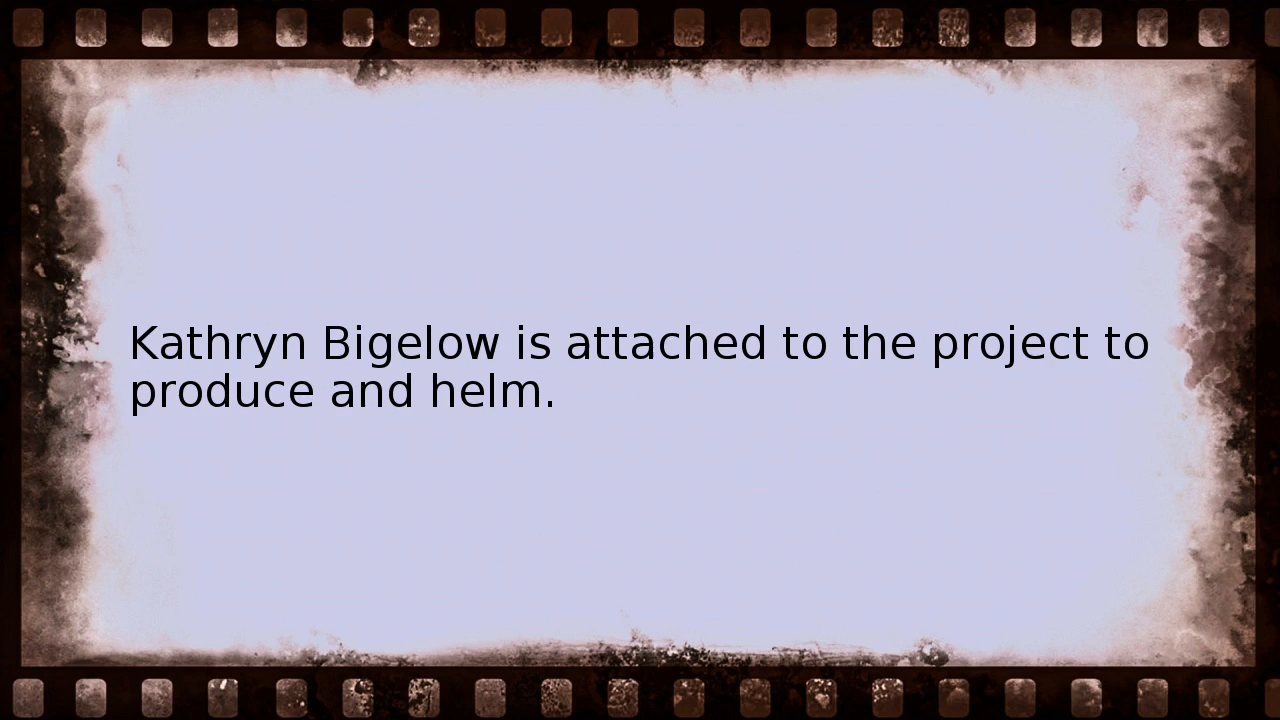 Kathryn Bigelow is attached to the project to
produce and helm.